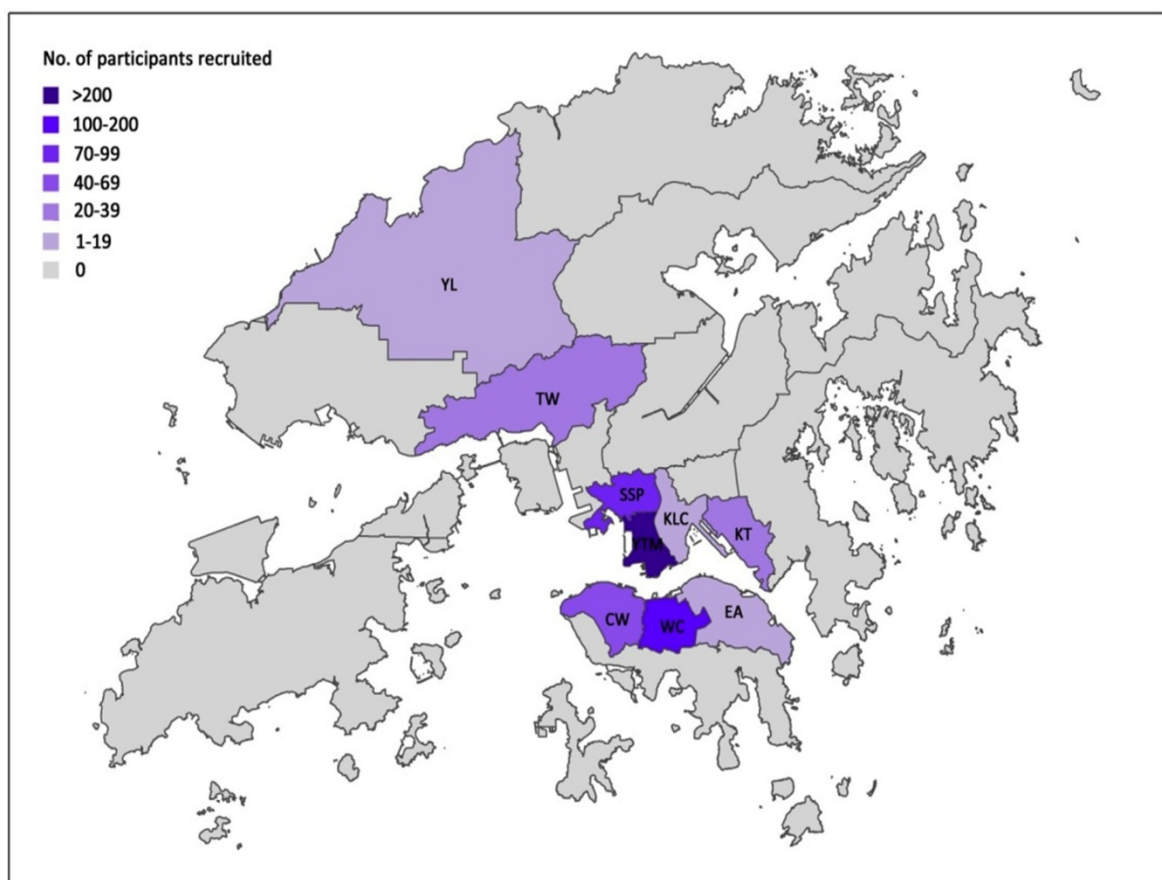 No. of participants recruited
>200
100-200
70-99
40-69
20-39
1-19
0
YL
TW
SSP
KLC
KT
YTM
EA
CW
WC